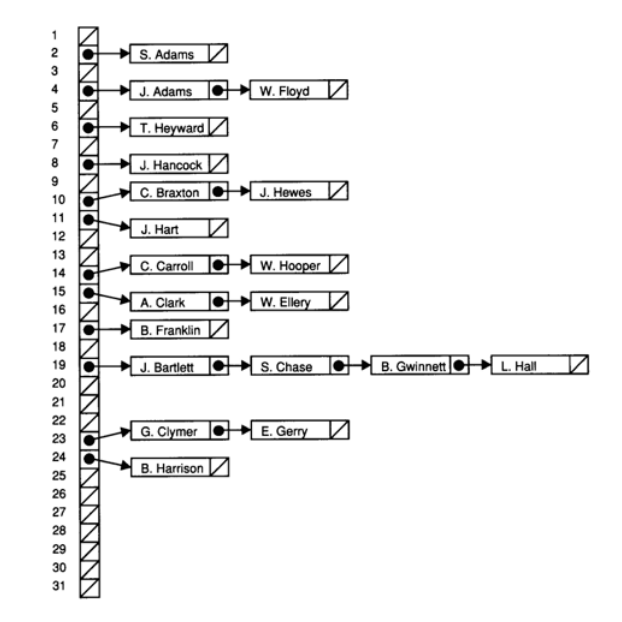 1
2 S. Adams
3
4 J. Adams W. Floyd
5
6 T. Heyward
7
8 J. Hancock
9
10 C. Braxton J. Hewes
11 J. Hart
12
13
14 C. Carroll W. Hooper
15 A. Clark W. Ellery
16
17 B. Franklin
18
19 J. Bartlett S. Chase B. Gwinnett L. Hall
20
21
22
23 G. Clymer E. Gerry
24 B. Harrison
25
26
27
28
29
30
31